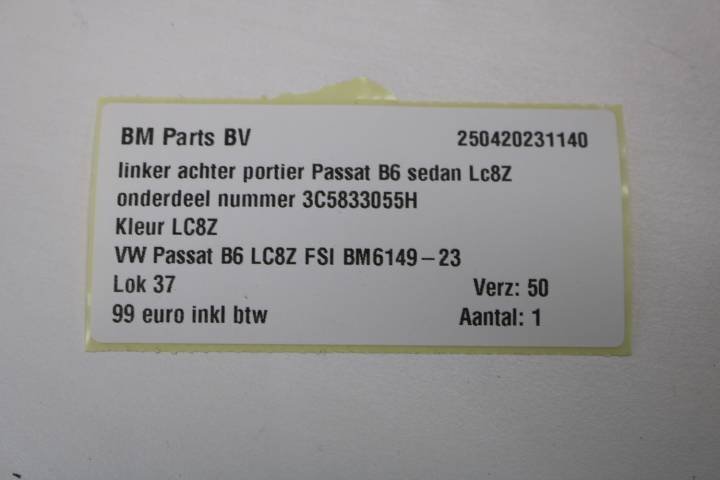 BM Parts BV 250420231140
linker achter portier Passat B6 sedan Lc8Z
onderdeel nummer 3C5833055H
Kleur LC8Z
VW Passat B6 LC8Z FSI BM6149-23
Lok 37 Verz: 50
99 euro inkl btw Aantal: 1